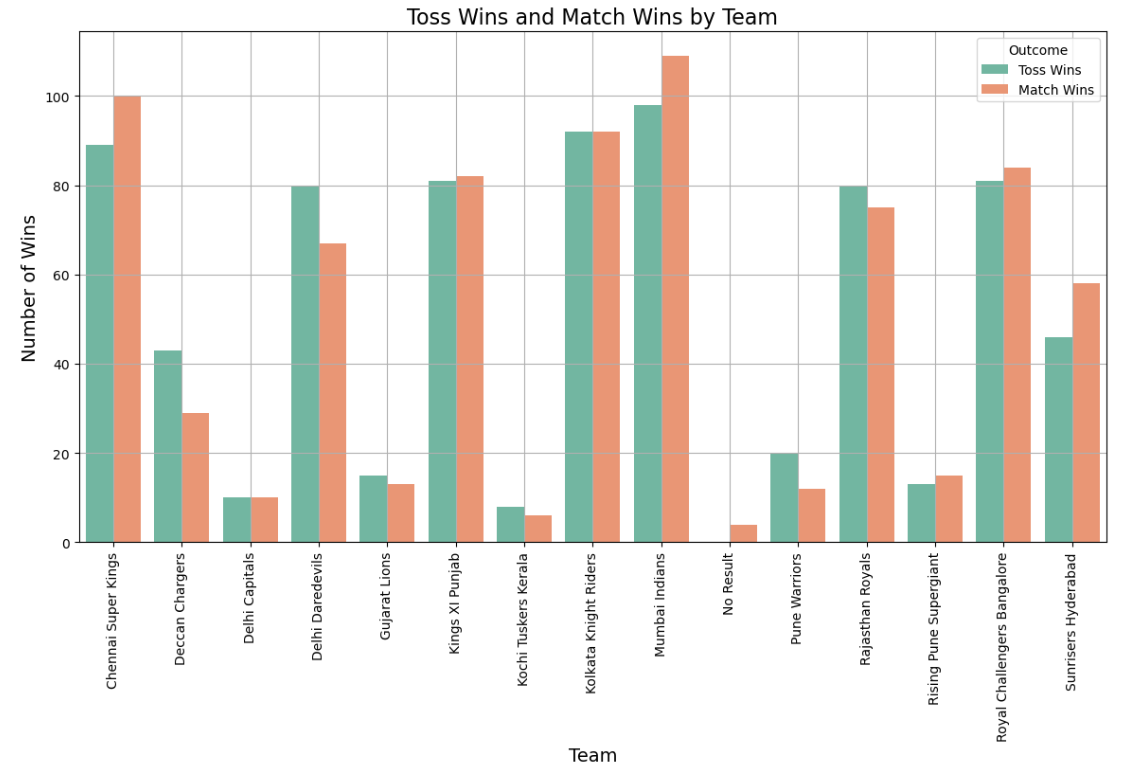 Toss Wins and Match Wins by Team
Outcome
Toss Wins
Match Wins
Number of Wins
100
80
60
40
20
0
Chennai Super Kings
Deccan Chargers
Delhi Capitals
Delhi Daredevils
Gujarat Lions
Kings XI Punjab
Kochi Tuskers Kerala
Kolkata Knight Riders
Mumbai Indians
No Result
Pune Warriors
Rajasthan Royals
Rising Pune Supergiant
Royal Challengers Bangalore
Sunrisers Hyderabad
Team